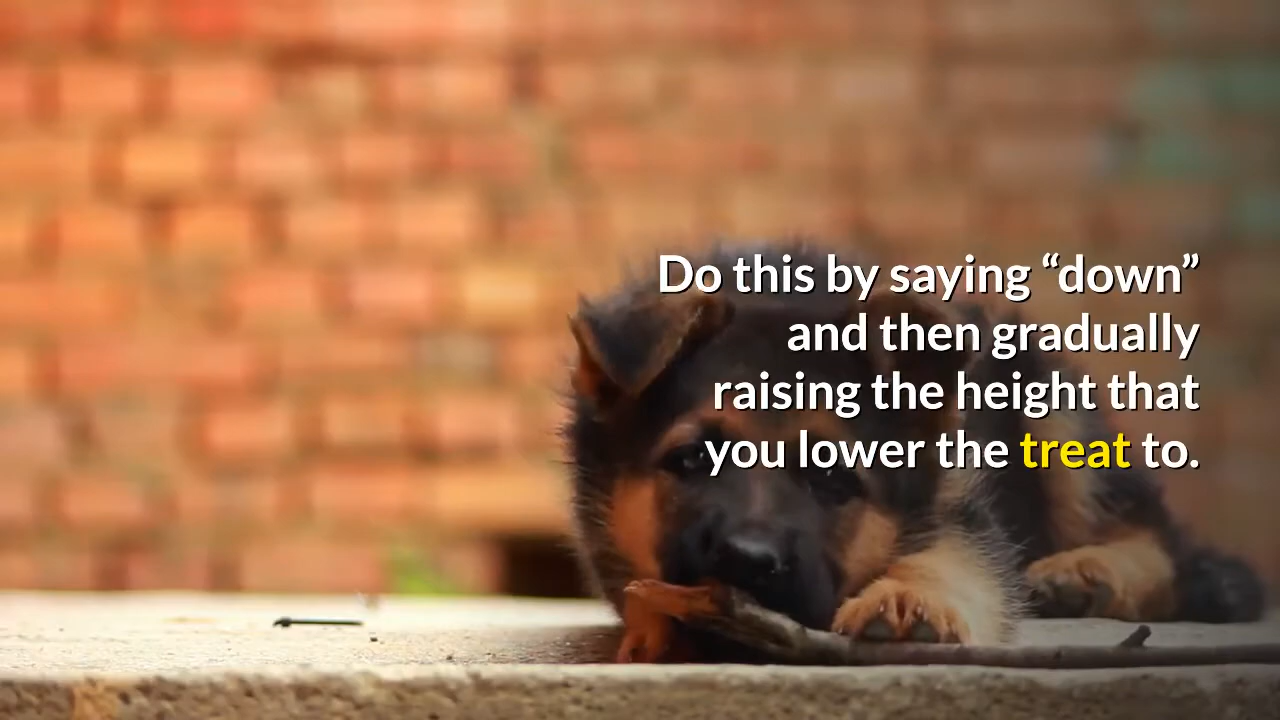 Do this by saying “down”
and then gradually
raising the height that
you lower the treat to.